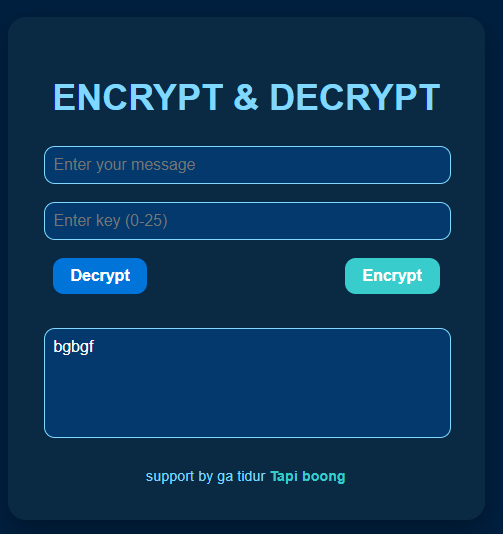 ENCRYPT & DECRYPT
Enter your message
Enter key (0-25)
Decrypt Encrypt
bgbgf
support by ga tidur Tapi boong